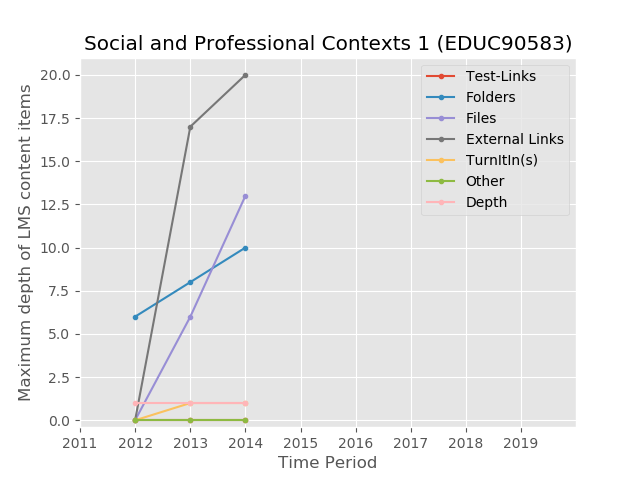 Social and Professional Contexts 1 (EDUC90583)
Maximum depth of LMS content items
20.0
17.5
15.0
12.5
10.0
7.5
5.0
2.5
0.0
Test-Links
Folders
Files
External Links
TurnItIn(s)
Other
Depth
2011 2012 2013 2014 2015 2016 2017 2018 2019
Time Period